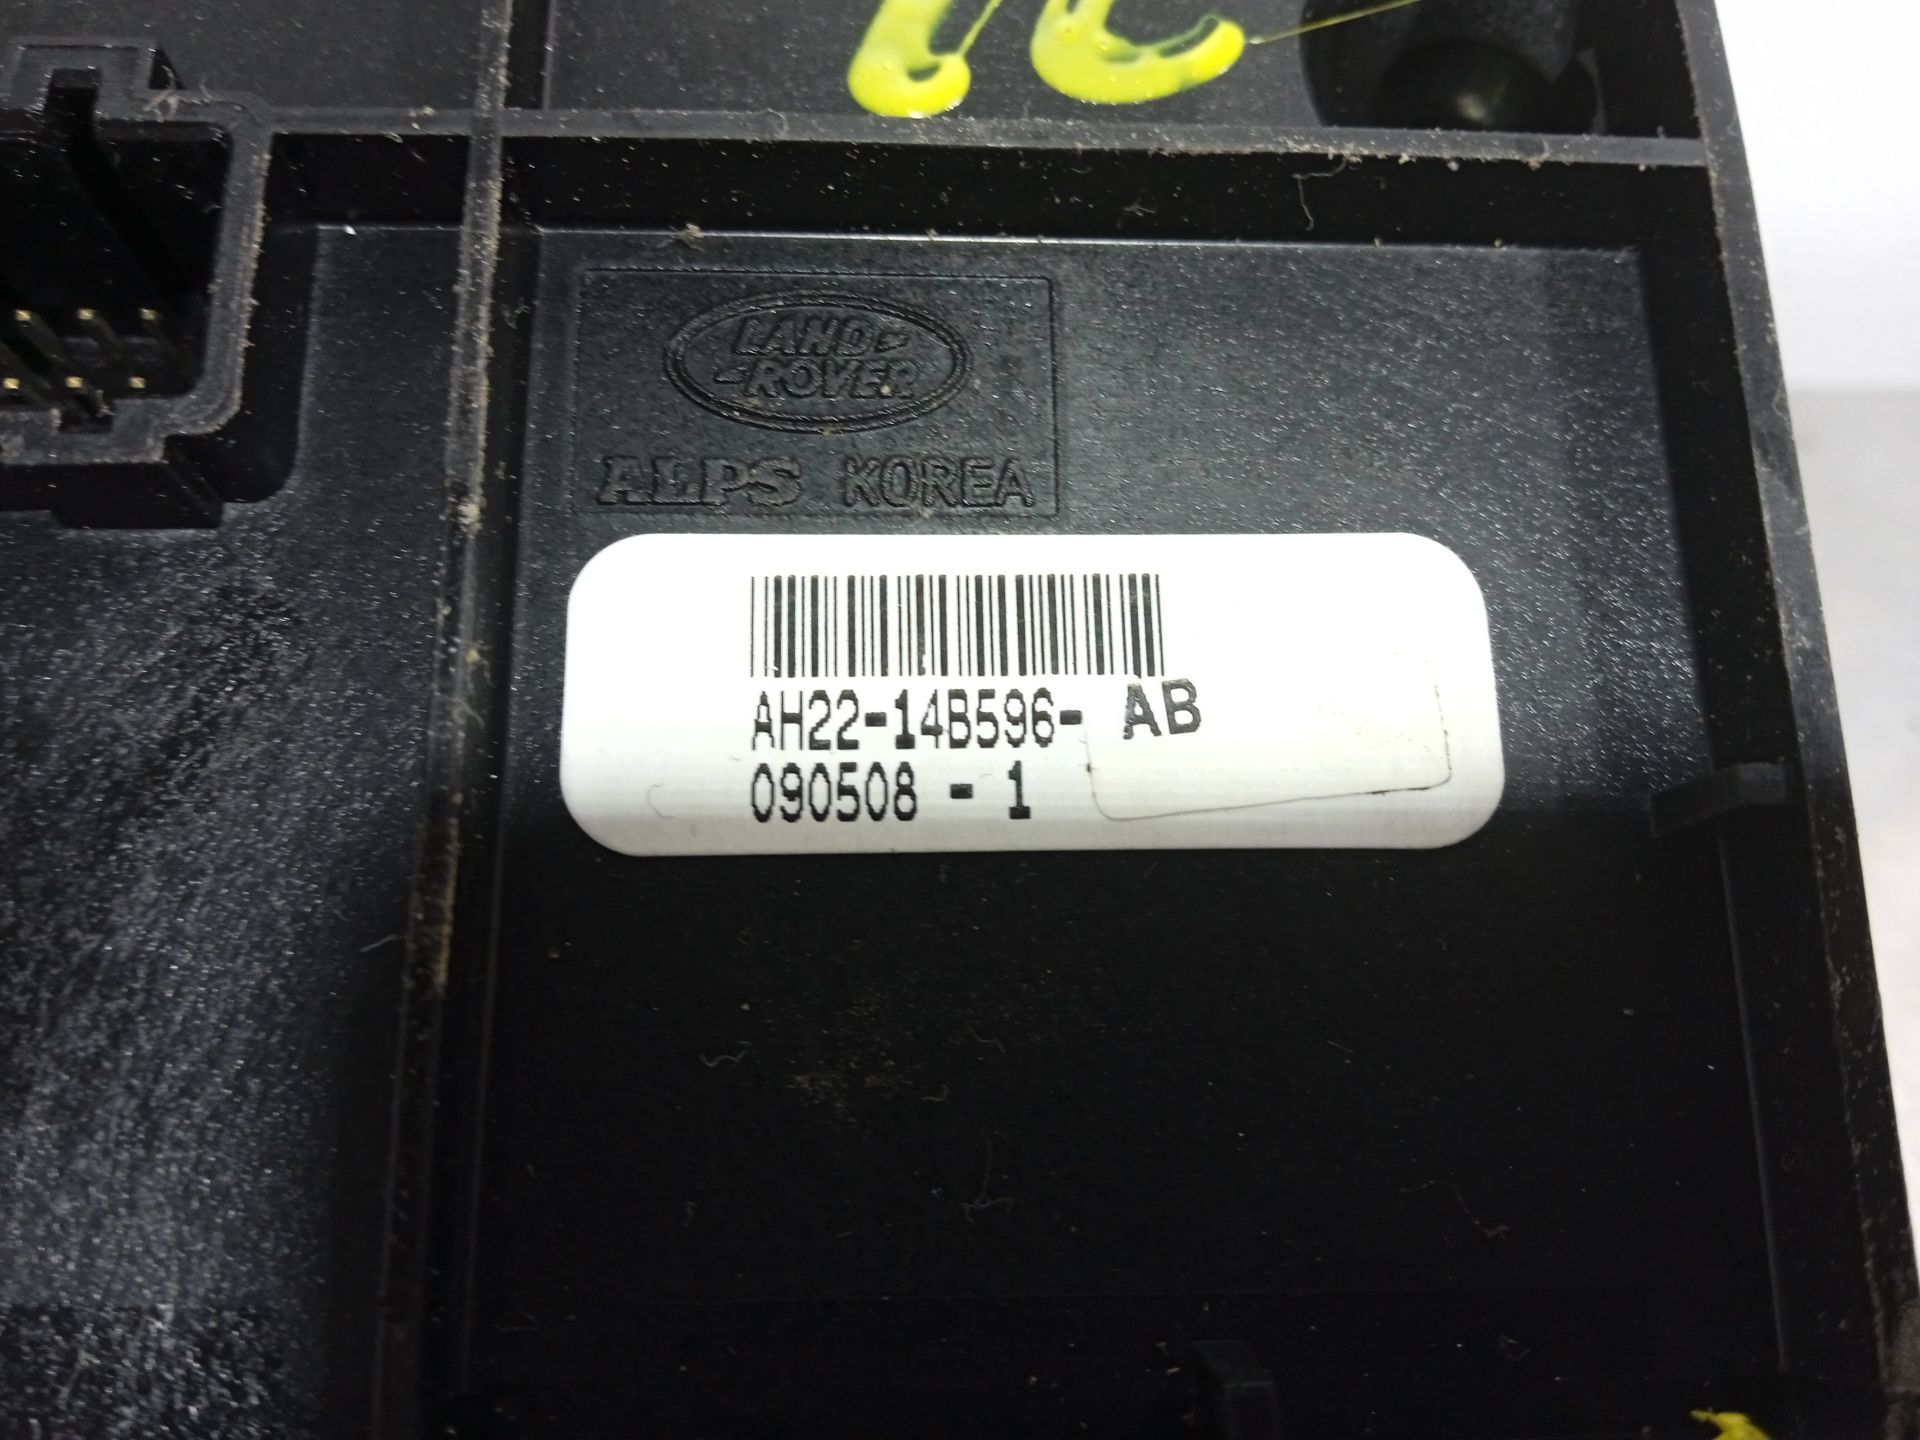 LAND-
-ROVER
ALPS KOREA
AH22-14B596- AB
090508 - 1